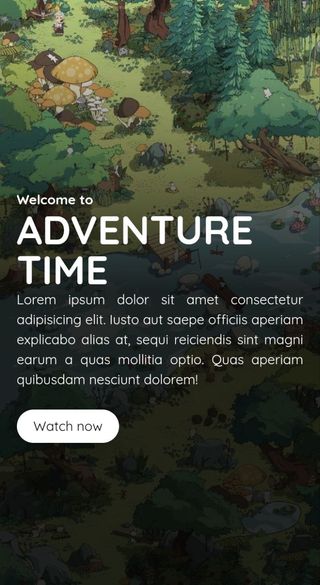 Welcome to
ADVENTURE
TIME
Lorem ipsum dolor sit amet consectetur
adipisicing elit. Iusto aut saepe officiis aperiam
explicabo alias at, sequi reiciendis sint magni
earum a quas mollitia optio. Quas aperiam
quibusdam nesciunt dolorem!
Watch now